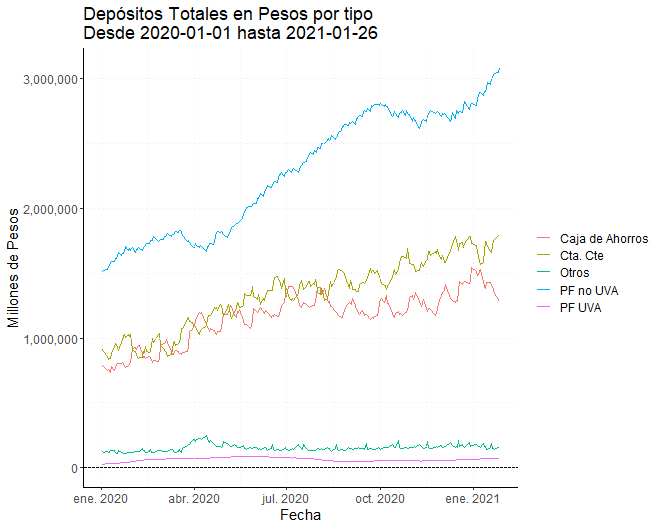 Depósitos Totales en Pesos por tipo
Desde 2020-01-01 hasta 2021-01-26
3,000,000
2,000,000
1,000,000
0
Millones de Pesos
ene. 2020
abr. 2020
jul. 2020
oct. 2020
ene. 2021
Fecha
Caja de Ahorros
Cta. Cte
Otros
PF no UVA
PF UVA